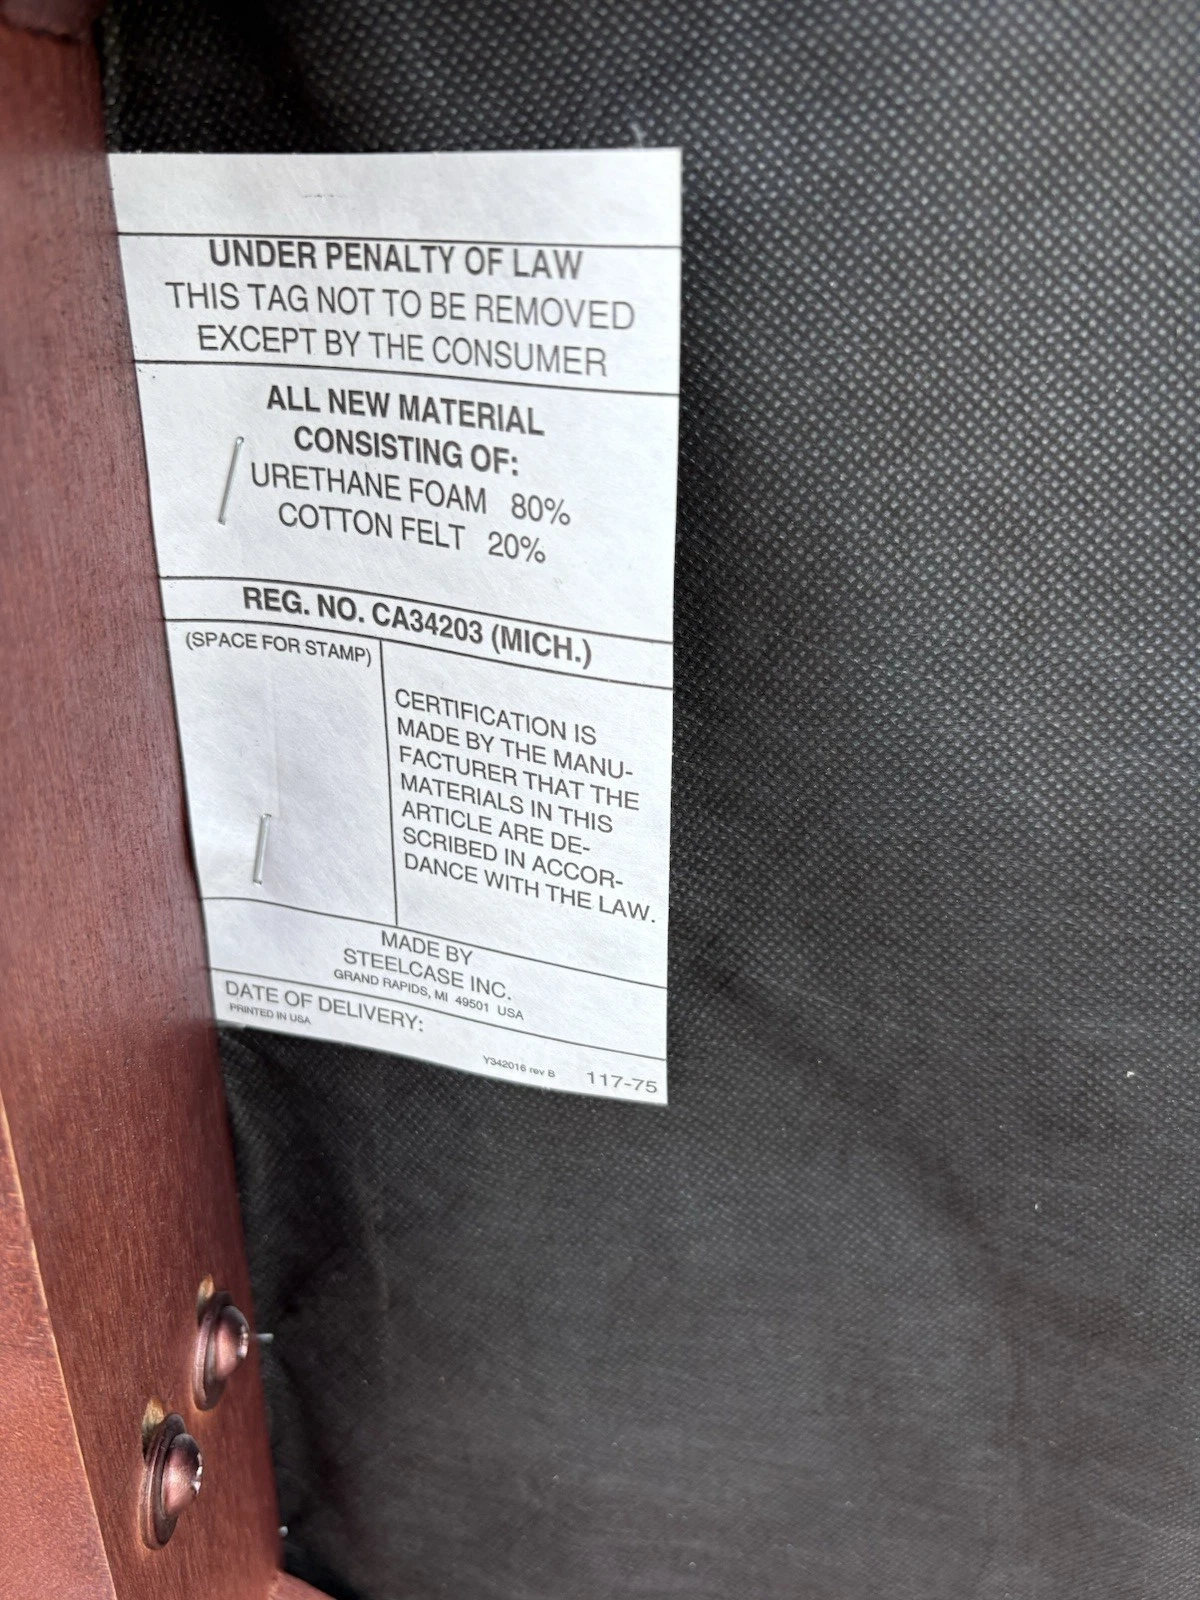 UNDER PENALTY OF LAW
THIS TAG NOT TO BE REMOVED
EXCEPT BY THE CONSUMER
ALL NEW MATERIAL
CONSISTING OF:
URETHANE FOAM 80%
COTTON FELT 20%
REG. NO. CA34203 (MICH.)
(SPACE FOR STAMP)
CERTIFICATION IS
MADE BY THE MANU-
FACTURER THAT THE
MATERIALS IN THIS
ARTICLE ARE DE-
SCRIBED IN ACCOR-
DANCE WITH THE LAW.
MADE BY
STEELCASE INC.
GRAND RAPIDS, MI 49501 USA
DATE OF DELIVERY:
PRINTED IN USA
Y342016 rev B 117-75